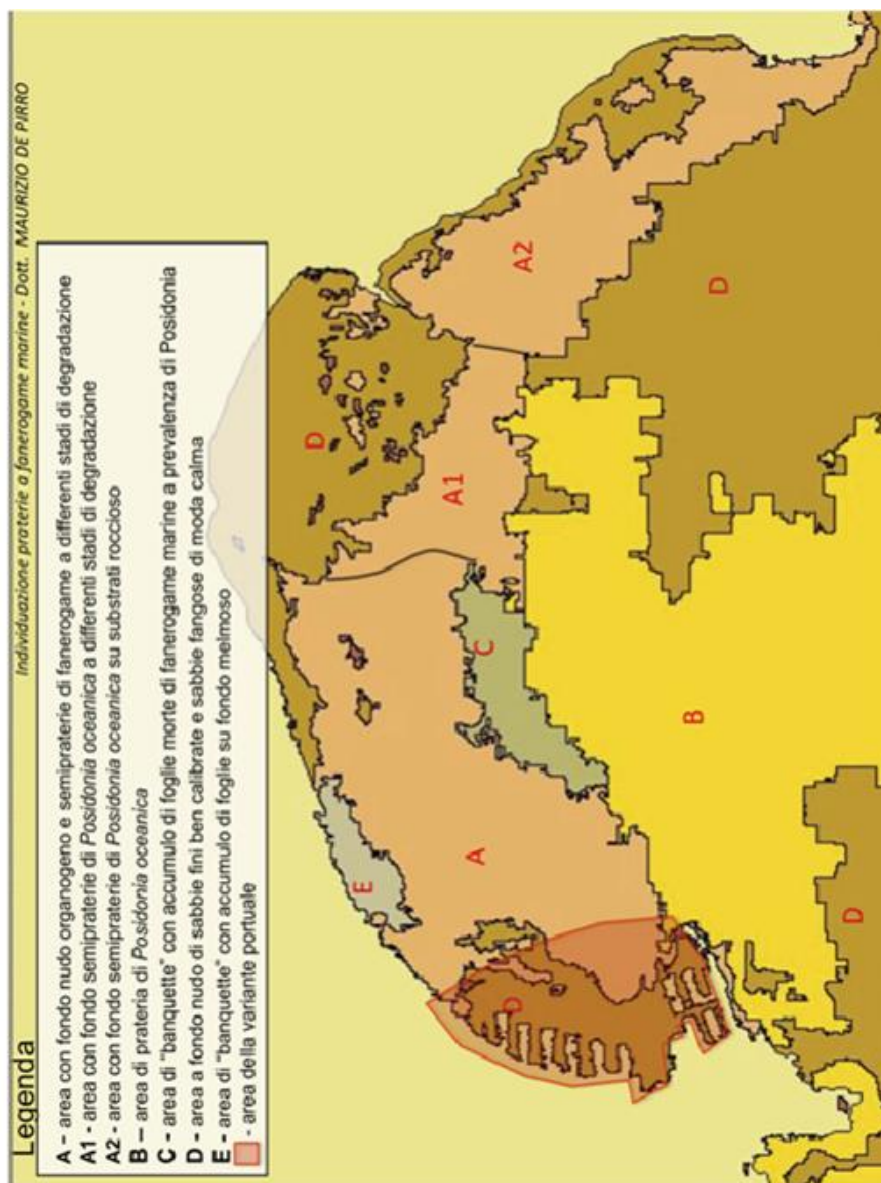 Individuazione praterie a fanerogame marine - Dott. MAURIZIO DE PIRRO
Legenda
A – area con fondo nudo organogeno e semipraterie di fanerogame a differenti stadi di degradazione
A1 - area con fondo semipraterie di Posidonia oceanica a differenti stadi di degradazione
A2 - area con fondo semipraterie di Posidonia oceanica su substrati roccioso
B – area di prateria di Posidonia oceanica
C - area di "banquette" con accumulo di foglie morte di fanerogame marine a prevalenza di Posidonia
D - area a fondo nudo di sabbie fini ben calibrate e sabbie fangose di moda calma
E - area di "banquette" con accumulo di foglie su fondo melmoso
- area della variante portuale
D
A2
A1
D
E
C
A
B
D
D